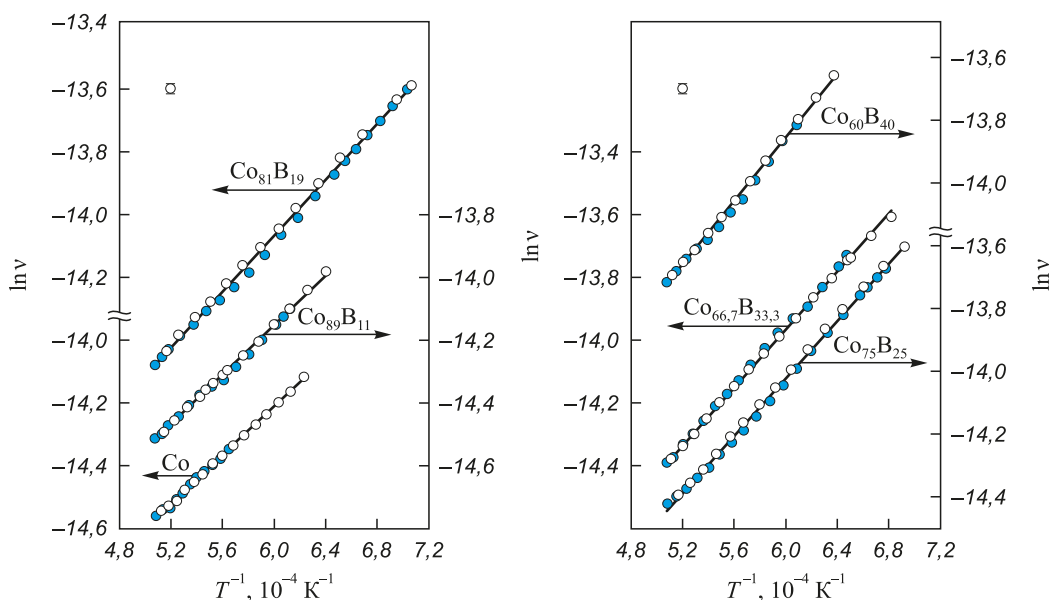 −13,4
−13,6
−13,8
−14,0
−14,2
−14,0
−14,2
−14,4
−14,6
ln ν
Co₈₁B₁₉
Co₈₉B₁₁
Co
−13,8
−14,0
−14,2
−14,4
−14,6
ln ν
4,8 5,2 5,6 6,0 6,4 6,8 7,2
T⁻¹, 10⁻⁴ K⁻¹
−13,4
−13,6
−13,8
−14,0
−14,2
−14,4
ln ν
Co₆₀B₄₀
Co₆₆,₇B₃₃,₃
Co₇₅B₂₅
−13,6
−13,8
−14,0
−14,2
−13,6
−13,8
−14,0
−14,2
−14,4
ln ν
4,8 5,2 5,6 6,0 6,4 6,8 7,2
T⁻¹, 10⁻⁴ K⁻¹